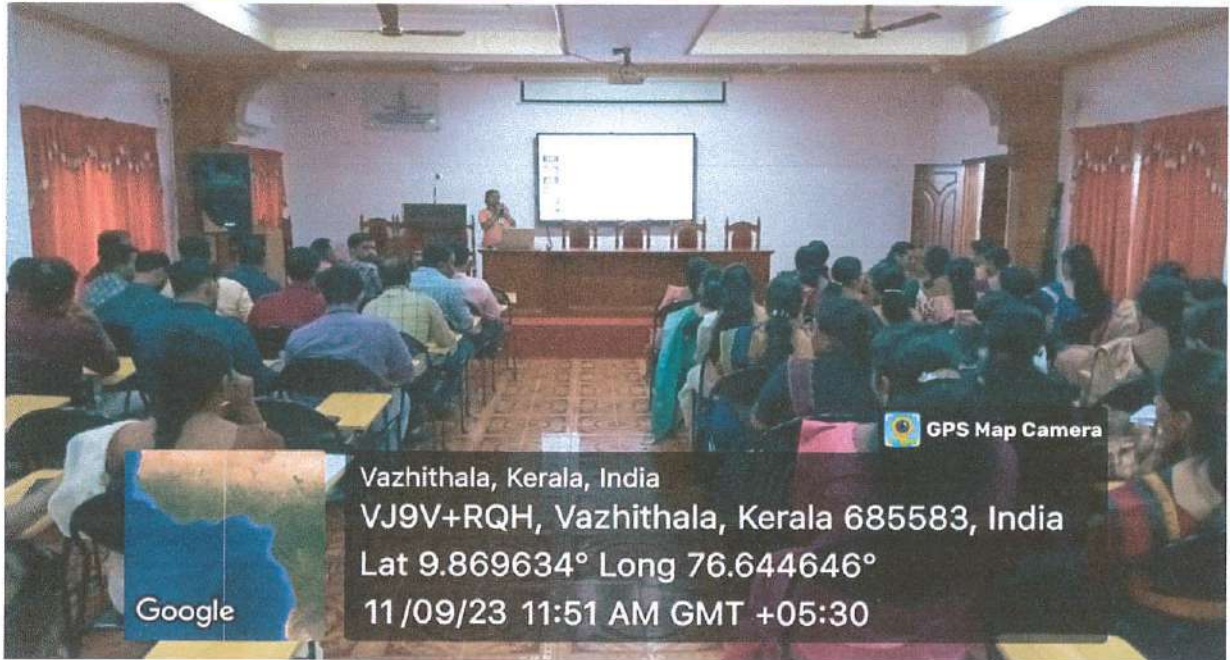 GPS Map Camera
Vazhithala, Kerala, India
VJ9V+RQH, Vazhithala, Kerala 685583, India
Lat 9.869634° Long 76.644646°
11/09/23 11:51 AM GMT +05:30
Google